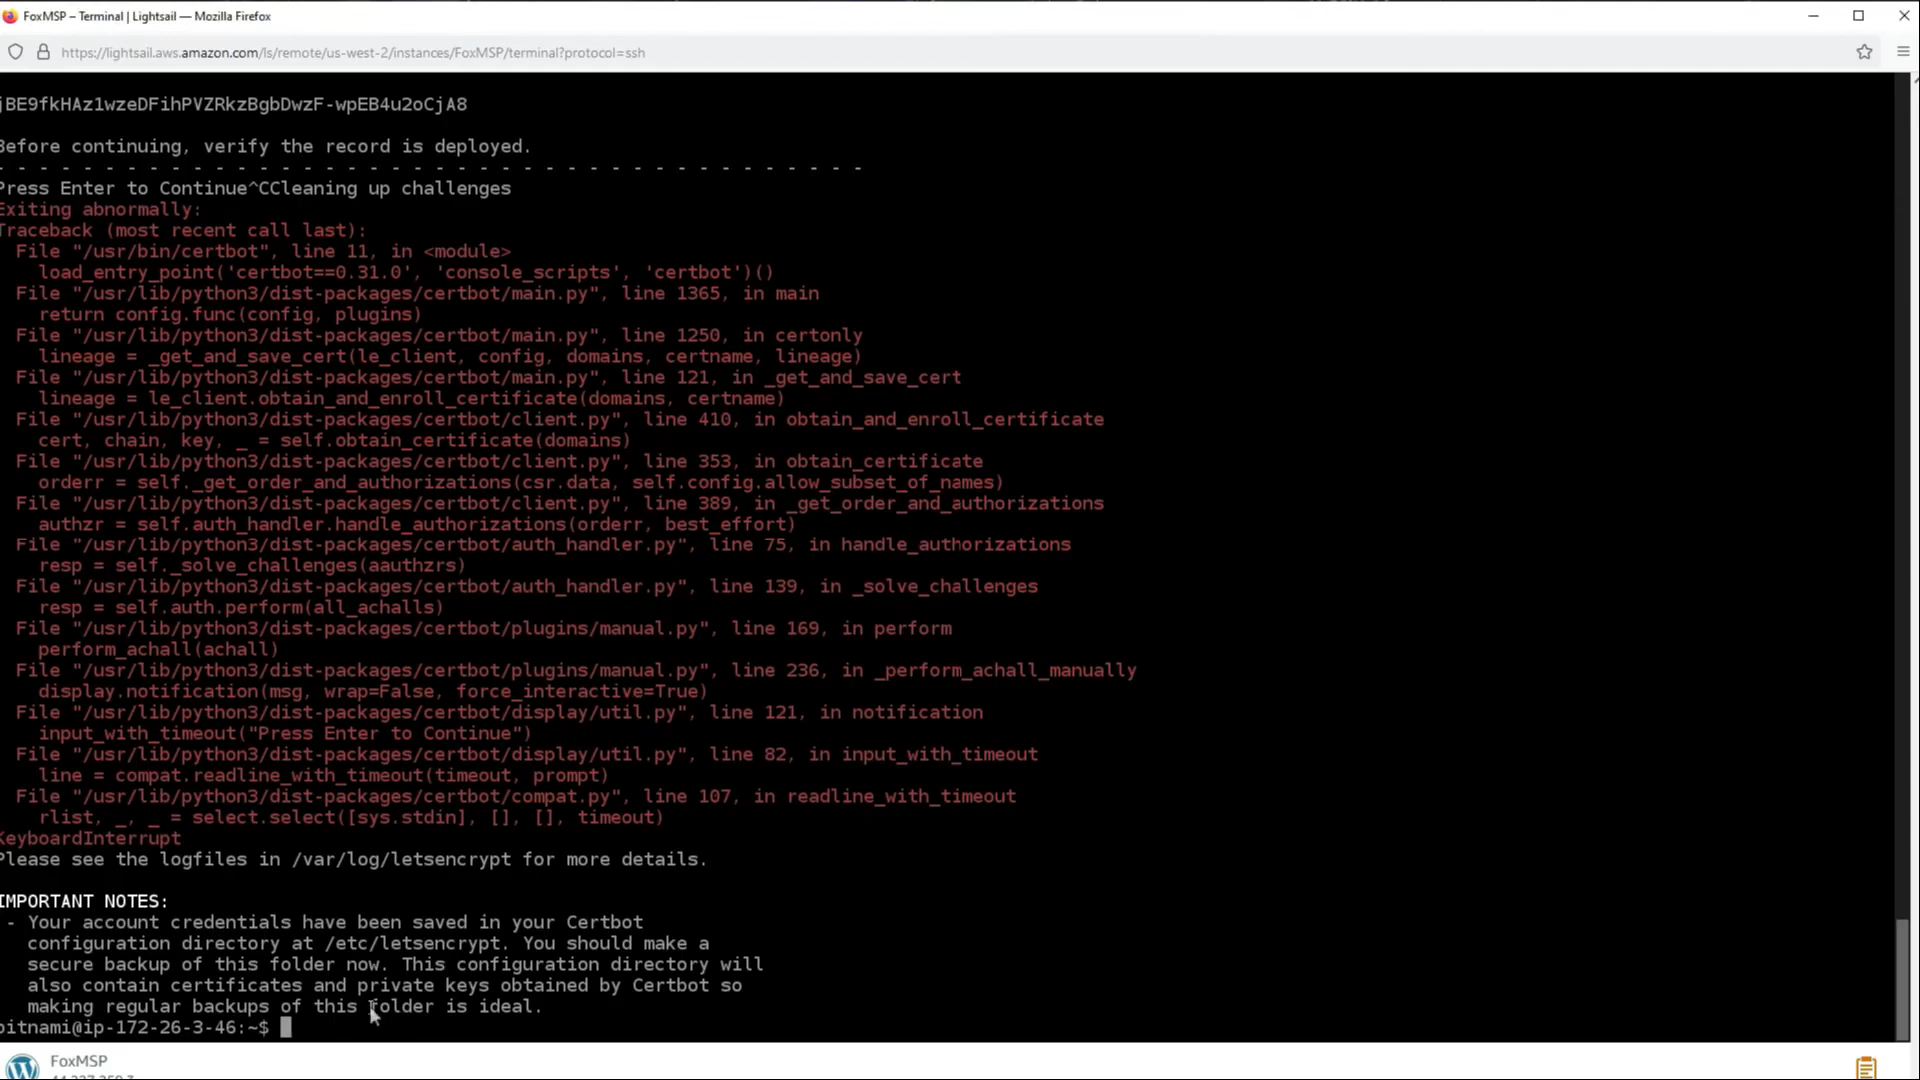 FoxMSP – Terminal | Lightsail — Mozilla Firefox
https://lightsail.aws.amazon.com/ls/remote/us-west-2/instances/FoxMSP/terminal?protocol=ssh
jBE9fkHAz1wzeDFihPVZRkzBgbDwzF-wpEB4u2oCjA8
Before continuing, verify the record is deployed.
- - - - - - - - - - - - - - - - - - - - - - - - - - - - - - - - - - - - - - - -
Press Enter to Continue^CCleaning up challenges
Exiting abnormally:
Traceback (most recent call last):
File "/usr/bin/certbot", line 11, in <module>
load_entry_point('certbot==0.31.0', 'console_scripts', 'certbot')()
File "/usr/lib/python3/dist-packages/certbot/main.py", line 1365, in main
return config.func(config, plugins)
File "/usr/lib/python3/dist-packages/certbot/main.py", line 1250, in certonly
lineage = _get_and_save_cert(le_client, config, domains, certname, lineage)
File "/usr/lib/python3/dist-packages/certbot/main.py", line 121, in _get_and_save_cert
lineage = le_client.obtain_and_enroll_certificate(domains, certname)
File "/usr/lib/python3/dist-packages/certbot/client.py", line 410, in obtain_and_enroll_certificate
cert, chain, key, _ = self.obtain_certificate(domains)
File "/usr/lib/python3/dist-packages/certbot/client.py", line 353, in obtain_certificate
orderr = self._get_order_and_authorizations(csr.data, self.config.allow_subset_of_names)
File "/usr/lib/python3/dist-packages/certbot/client.py", line 389, in _get_order_and_authorizations
authzr = self.auth_handler.handle_authorizations(orderr, best_effort)
File "/usr/lib/python3/dist-packages/certbot/auth_handler.py", line 75, in handle_authorizations
resp = self._solve_challenges(aauthzrs)
File "/usr/lib/python3/dist-packages/certbot/auth_handler.py", line 139, in _solve_challenges
resp = self.auth.perform(all_achalls)
File "/usr/lib/python3/dist-packages/certbot/plugins/manual.py", line 169, in perform
perform_achall(achall)
File "/usr/lib/python3/dist-packages/certbot/plugins/manual.py", line 236, in _perform_achall_manually
display.notification(msg, wrap=False, force_interactive=True)
File "/usr/lib/python3/dist-packages/certbot/display/util.py", line 121, in notification
input_with_timeout("Press Enter to Continue")
File "/usr/lib/python3/dist-packages/certbot/display/util.py", line 82, in input_with_timeout
line = compat.readline_with_timeout(timeout, prompt)
File "/usr/lib/python3/dist-packages/certbot/compat.py", line 107, in readline_with_timeout
rlist, _, _ = select.select([sys.stdin], [], [], timeout)
KeyboardInterrupt
Please see the logfiles in /var/log/letsencrypt for more details.
IMPORTANT NOTES:
- Your account credentials have been saved in your Certbot
configuration directory at /etc/letsencrypt. You should make a
secure backup of this folder now. This configuration directory will
also contain certificates and private keys obtained by Certbot so
making regular backups of this folder is ideal.
bitnami@ip-172-26-3-46:~$
FoxMSP